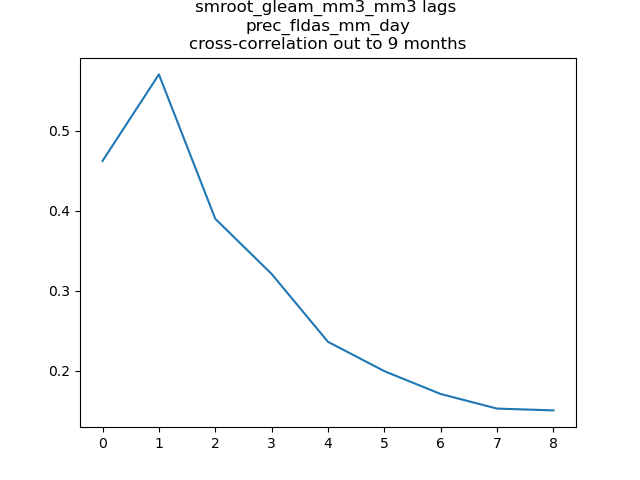 smroot_gleam_mm3_mm3 lags
prec_fldas_mm_day
cross-correlation out to 9 months
0.5
0.4
0.3
0.2
0 1 2 3 4 5 6 7 8